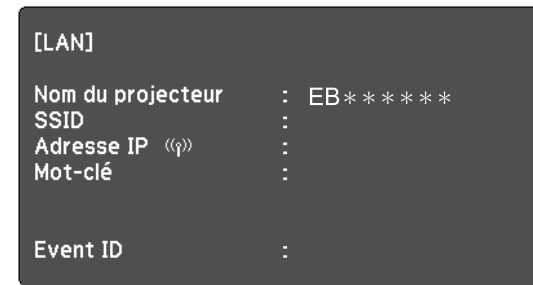 [LAN]
Nom du projecteur : EB******
SSID :
Adresse IP :
Mot-clé :
Event ID :